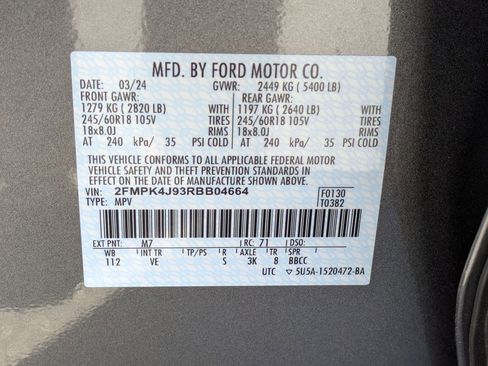 MFD. BY FORD MOTOR CO.
DATE: 03/24 GVWR: 2449 KG ( 5400 LB)
FRONT GAWR: REAR GAWR:
1279 KG ( 2820 LB) WITH 1197 KG ( 2640 LB) WITH
245/60R18 105V TIRES 245/60R18 105V TIRES
18x8.0J RIMS 18x8.0J RIMS
AT 240 kPa/ 35 PSI COLD AT 240 kPa/ 35 PSI COLD
THIS VEHICLE CONFORMS TO ALL APPLICABLE FEDERAL MOTOR
VEHICLE SAFETY AND THEFT PREVENTION STANDARDS IN EFFECT ON
THE DATE OF MANUFACTURE SHOWN ABOVE.
VIN: 2FMPK4J93RBB04664 F0130
TYPE: MPV T0382
EXT PNT: M7 RC: 71 DSO:
WB INT TR TP/PS R AXLE TR SPR
112 VE S 3K 8 BBCC
UTC ▽ 5U5A-1520472-BA